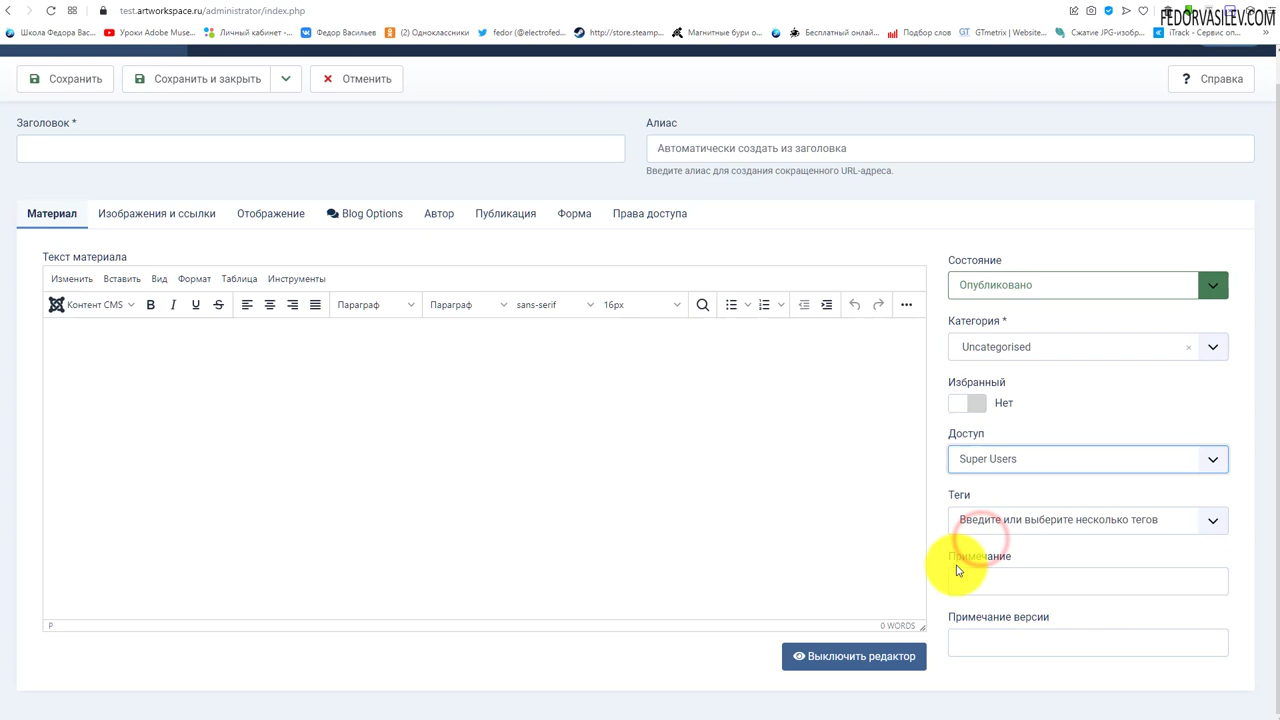 test.artworkspace.ru/administrator/index.php
FEDORVASILEV.COM
Школа Федора Вас...
Уроки Adobe Muse...
Личный кабинет -...
Федор Васильев
(2) Одноклассники
fedor (@electrofed...
http://store.steamp...
Магнитные бури о...
Бесплатный онлай...
Подбор слов
GTmetrix | Website...
Сжатие JPG-изобр...
iTrack - Сервис оп...
Сохранить
Сохранить и закрыть
Отменить
? Справка
Заголовок *
Алиас
Автоматически создать из заголовка
Введите алиас для создания сокращенного URL-адреса.
Материал
Изображения и ссылки
Отображение
Blog Options
Автор
Публикация
Форма
Права доступа
Текст материала
Изменить
Вставить
Вид
Формат
Таблица
Инструменты
Контент CMS
B
I
U
S
Параграф
Параграф
sans-serif
16px
P
0 WORDS
Выключить редактор
Состояние
Опубликовано
Категория *
Uncategorised
Избранный
Нет
Доступ
Super Users
Теги
Введите или выберите несколько тегов
Примечание
Примечание версии